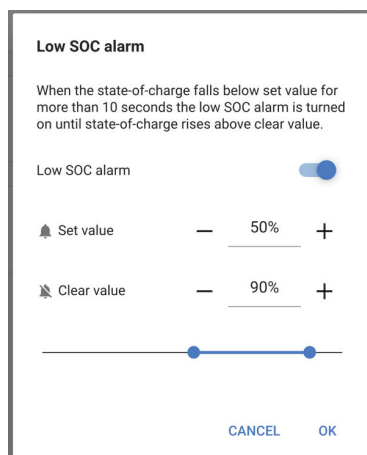 Low SOC alarm
When the state-of-charge falls below set value for
more than 10 seconds the low SOC alarm is turned
on until state-of-charge rises above clear value.
Low SOC alarm
Set value − 50% +
Clear value − 90% +
CANCEL OK